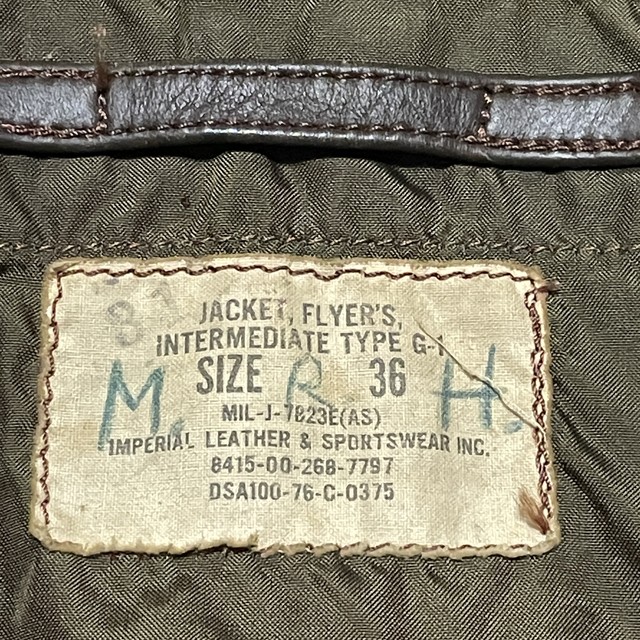 37
JACKET, FLYER'S,
INTERMEDIATE TYPE G-1
SIZE 36
M. R. H.
MIL-J-7823E(AS)
IMPERIAL LEATHER & SPORTSWEAR INC.
8415-00-268-7797
DSA100-76-C-0375